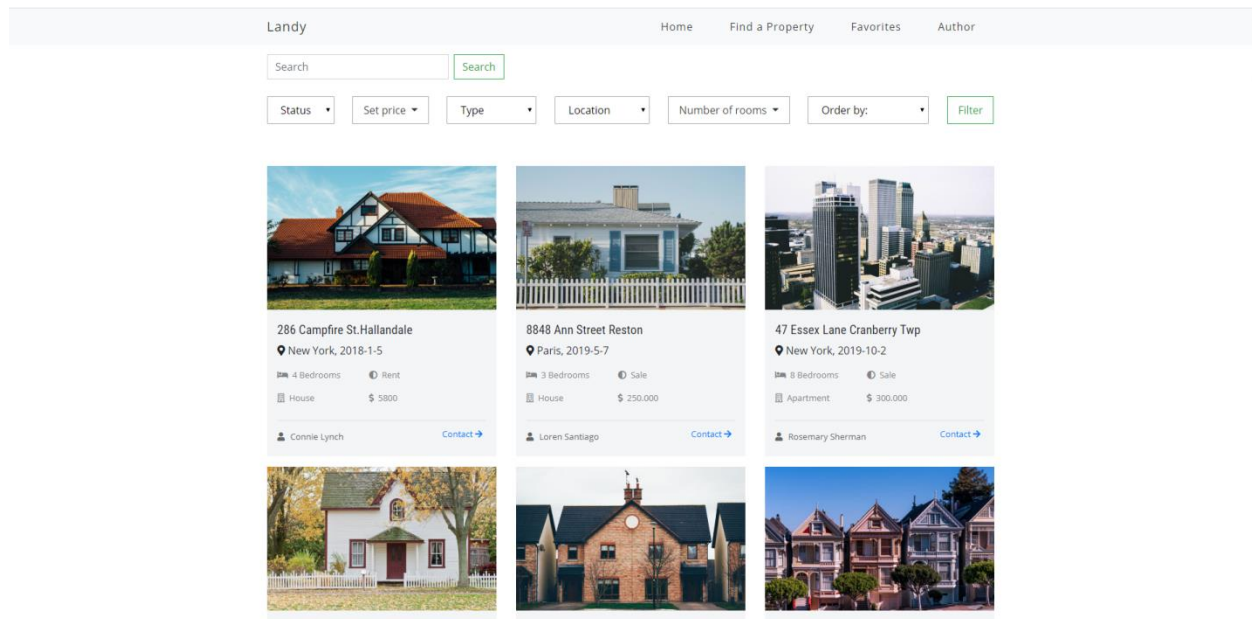 Landy Home Find a Property Favorites Author
Search Search
Status Set price Type Location Number of rooms Order by: Filter
286 Campfire St.Hallandale
New York, 2018-1-5
4 Bedrooms Rent
House $ 5800
Connie Lynch Contact
8848 Ann Street Reston
Paris, 2019-5-7
3 Bedrooms Sale
House $ 250.000
Loren Santiago Contact
47 Essex Lane Cranberry Twp
New York, 2019-10-2
8 Bedrooms Sale
Apartment $ 300.000
Rosemary Sherman Contact